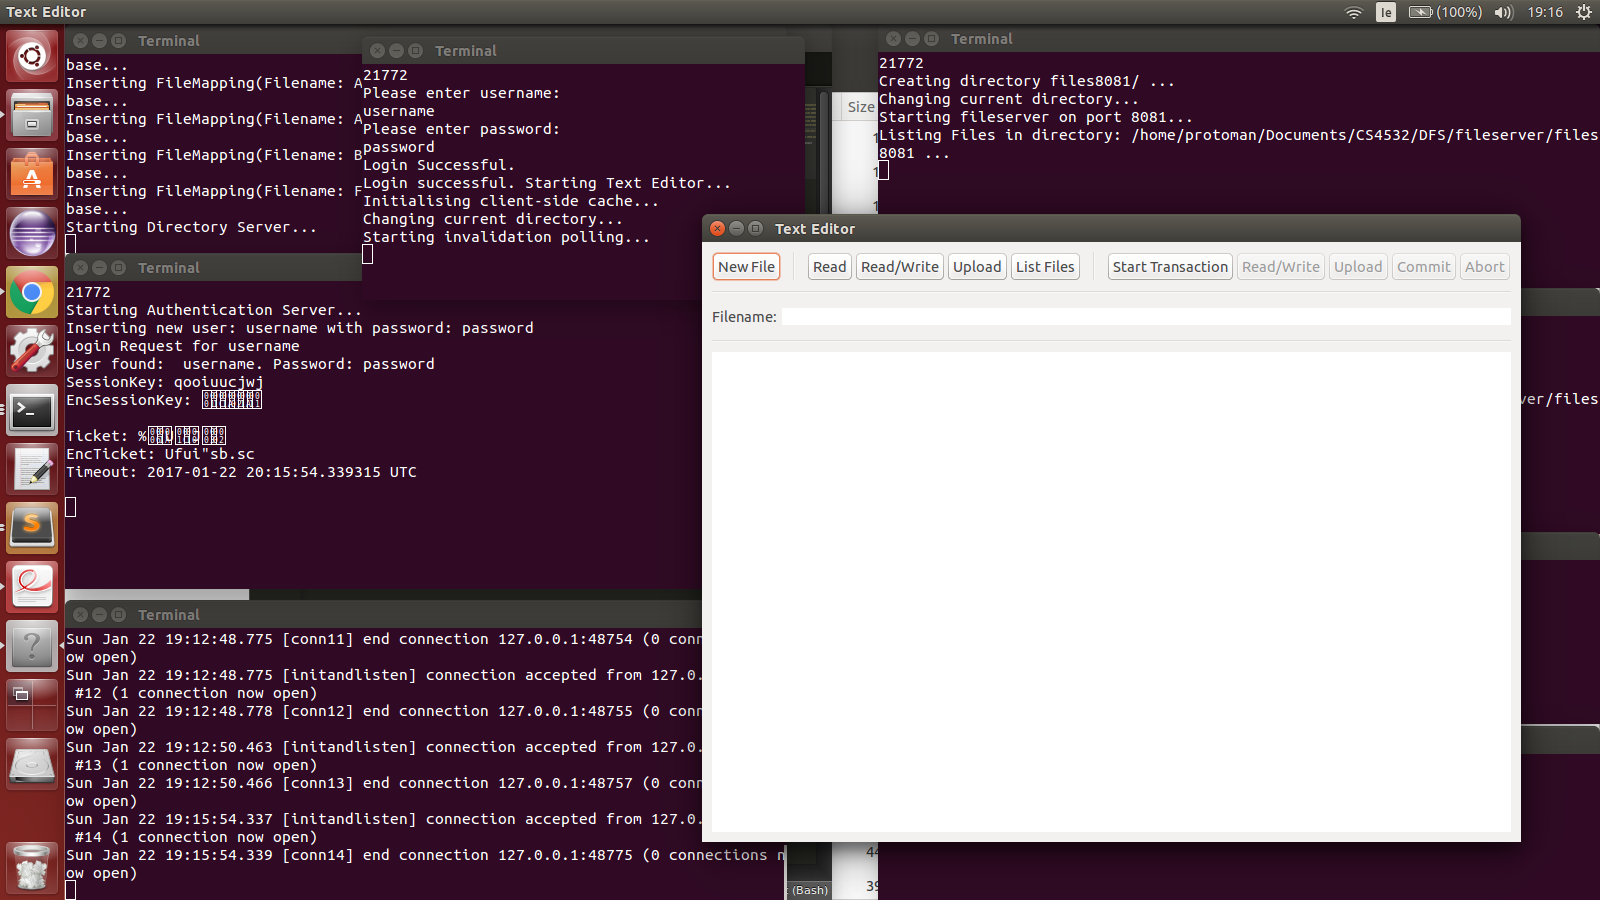 Text Editor
Ie
(100%)
19:16
Terminal
base...
Inserting FileMapping(Filename: A
base...
Inserting FileMapping(Filename: A
base...
Inserting FileMapping(Filename: B
base...
Inserting FileMapping(Filename: F
base...
Starting Directory Server...
Terminal
21772
Please enter username:
username
Please enter password:
password
Login Successful.
Login successful. Starting Text Editor...
Initialising client-side cache...
Changing current directory...
Starting invalidation polling...
Size
Terminal
21772
Creating directory files8081/ ...
Changing current directory...
Starting fileserver on port 8081...
Listing Files in directory: /home/protoman/Documents/CS4532/DFS/fileserver/files
8081 ...
Terminal
21772
Starting Authentication Server...
Inserting new user: username with password: password
Login Request for username
User found:  username. Password: password
SessionKey: qooiuucjwj
EncSessionKey:
Ticket: %
EncTicket: Ufui"sb.sc
Timeout: 2017-01-22 20:15:54.339315 UTC
Text Editor
New File
Read
Read/Write
Upload
List Files
Start Transaction
Read/Write
Upload
Commit
Abort
Filename:
ver/files
Terminal
Sun Jan 22 19:12:48.775 [conn11] end connection 127.0.0.1:48754 (0 conn
ow open)
Sun Jan 22 19:12:48.775 [initandlisten] connection accepted from 127.0.
 #12 (1 connection now open)
Sun Jan 22 19:12:48.778 [conn12] end connection 127.0.0.1:48755 (0 conn
ow open)
Sun Jan 22 19:12:50.463 [initandlisten] connection accepted from 127.0.
 #13 (1 connection now open)
Sun Jan 22 19:12:50.466 [conn13] end connection 127.0.0.1:48757 (0 conn
ow open)
Sun Jan 22 19:15:54.337 [initandlisten] connection accepted from 127.0.
 #14 (1 connection now open)
Sun Jan 22 19:15:54.339 [conn14] end connection 127.0.0.1:48775 (0 connections n
ow open)
(Bash)
44
39